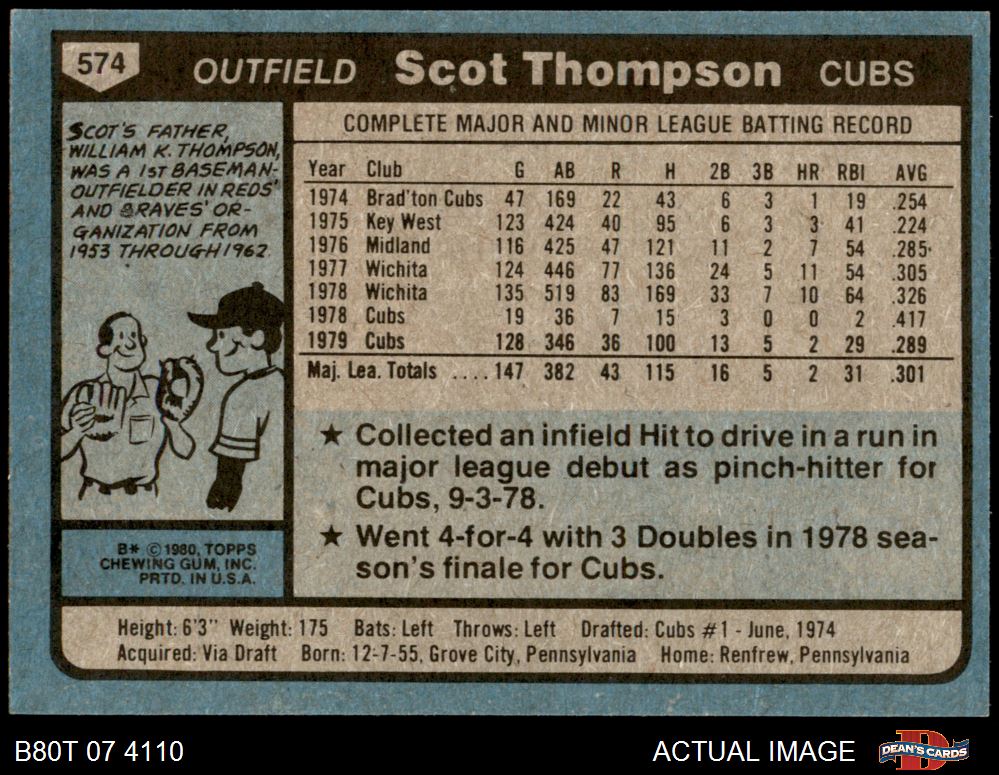 574 OUTFIELD Scot Thompson CUBS
SCOT'S FATHER,
WILLIAM K. THOMPSON,
WAS A 1ST BASEMAN-
OUTFIELDER IN REDS'
AND BRAVES' OR-
GANIZATION FROM
1953 THROUGH 1962.
B* © 1980, TOPPS
CHEWING GUM, INC.
PRTD. IN U.S.A.
COMPLETE MAJOR AND MINOR LEAGUE BATTING RECORD
Year Club G AB R H 2B 3B HR RBI AVG
1974 Brad'ton Cubs 47 169 22 43 6 3 1 19 .254
1975 Key West 123 424 40 95 6 3 3 41 .224
1976 Midland 116 425 47 121 11 2 7 54 .285
1977 Wichita 124 446 77 136 24 5 11 54 .305
1978 Wichita 135 519 83 169 33 7 10 64 .326
1978 Cubs 19 36 7 15 3 0 0 2 .417
1979 Cubs 128 346 36 100 13 5 2 29 .289
Maj. Lea. Totals .... 147 382 43 115 16 5 2 31 .301
★ Collected an infield Hit to drive in a run in
major league debut as pinch-hitter for
Cubs, 9-3-78.
★ Went 4-for-4 with 3 Doubles in 1978 sea-
son's finale for Cubs.
Height: 6'3" Weight: 175 Bats: Left Throws: Left Drafted: Cubs #1 - June, 1974
Acquired: Via Draft Born: 12-7-55, Grove City, Pennsylvania Home: Renfrew, Pennsylvania
B80T 07 4110 ACTUAL IMAGE DEAN'S CARDS